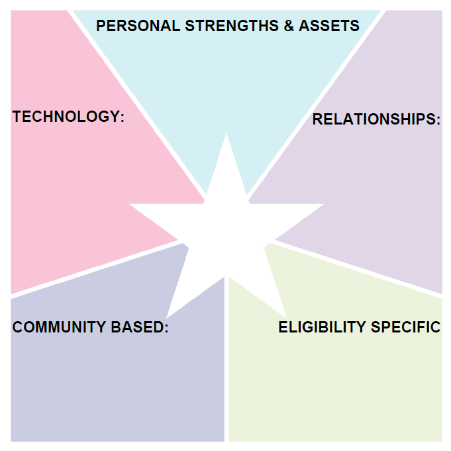 PERSONAL STRENGTHS & ASSETS
TECHNOLOGY:
RELATIONSHIPS:
COMMUNITY BASED:
ELIGIBILITY SPECIFIC